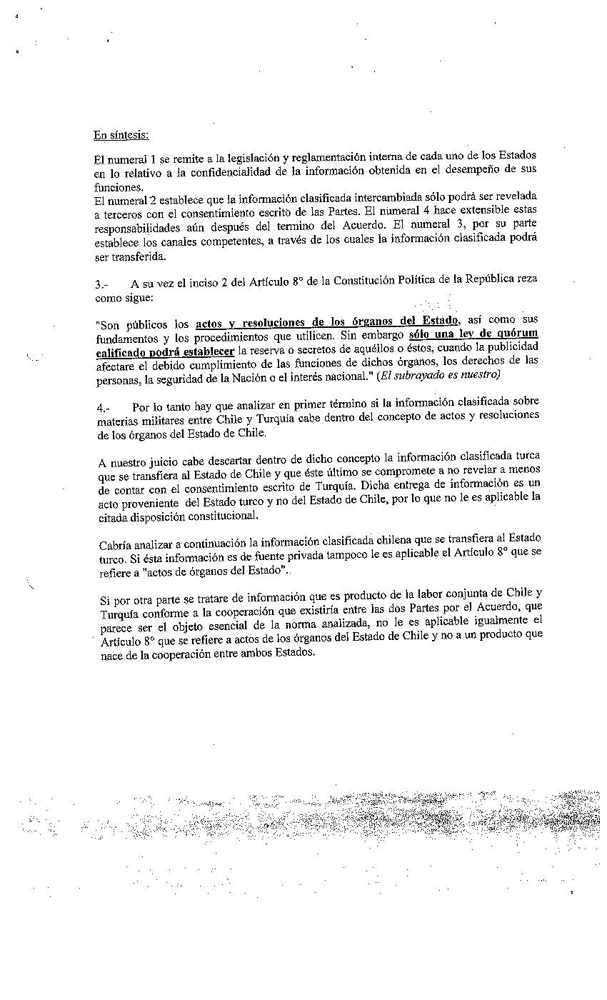 En síntesis:
El numeral 1 se remite a la legislación y reglamentación interna de cada uno de los Estados
en lo relativo a la confidencialidad de la información obtenida en el desempeño de sus
funciones.
El numeral 2 establece que la información clasificada intercambiada sólo podrá ser revelada
a terceros con el consentimiento escrito de las Partes. El numeral 4 hace extensible estas
responsabilidades aún después del termino del Acuerdo. El numeral 3, por su parte
establece los canales competentes, a través de los cuales la información clasificada podrá
ser transferida.
3.- A su vez el inciso 2 del Artículo 8° de la Constitución Política de la República reza
como sigue:
"Son públicos los actos y resoluciones de los órganos del Estado, así como sus
fundamentos y los procedimientos que utilicen. Sin embargo sólo una ley de quórum
calificado podrá establecer la reserva o secretos de aquéllos o éstos, cuando la publicidad
afectare el debido cumplimiento de las funciones de dichos órganos, los derechos de las
personas, la seguridad de la Nación o el interés nacional." (El subrayado es nuestro)
4.- Por lo tanto hay que analizar en primer término si la información clasificada sobre
materias militares entre Chile y Turquía cabe dentro del concepto de actos y resoluciones
de los órganos del Estado de Chile.
A nuestro juicio cabe descartar dentro de dicho concepto la información clasificada turca
que se transfiera al Estado de Chile y que éste último se compromete a no revelar a menos
de contar con el consentimiento escrito de Turquía. Dicha entrega de información es un
acto proveniente del Estado turco y no del Estado de Chile, por lo que no le es aplicable la
citada disposición constitucional.
Cabría analizar a continuación la información clasificada chilena que se transfiera al Estado
turco. Si ésta información es de fuente privada tampoco le es aplicable el Artículo 8° que se
refiere a "actos de órganos del Estado"..
Si por otra parte se tratare de información que es producto de la labor conjunta de Chile y
Turquía conforme a la cooperación que existiría entre las dos Partes por el Acuerdo, que
parece ser el objeto esencial de la norma analizada, no le es aplicable igualmente el
Artículo 8° que se refiere a actos de los órganos del Estado de Chile y no a un producto que
nace de la cooperación entre ambos Estados.